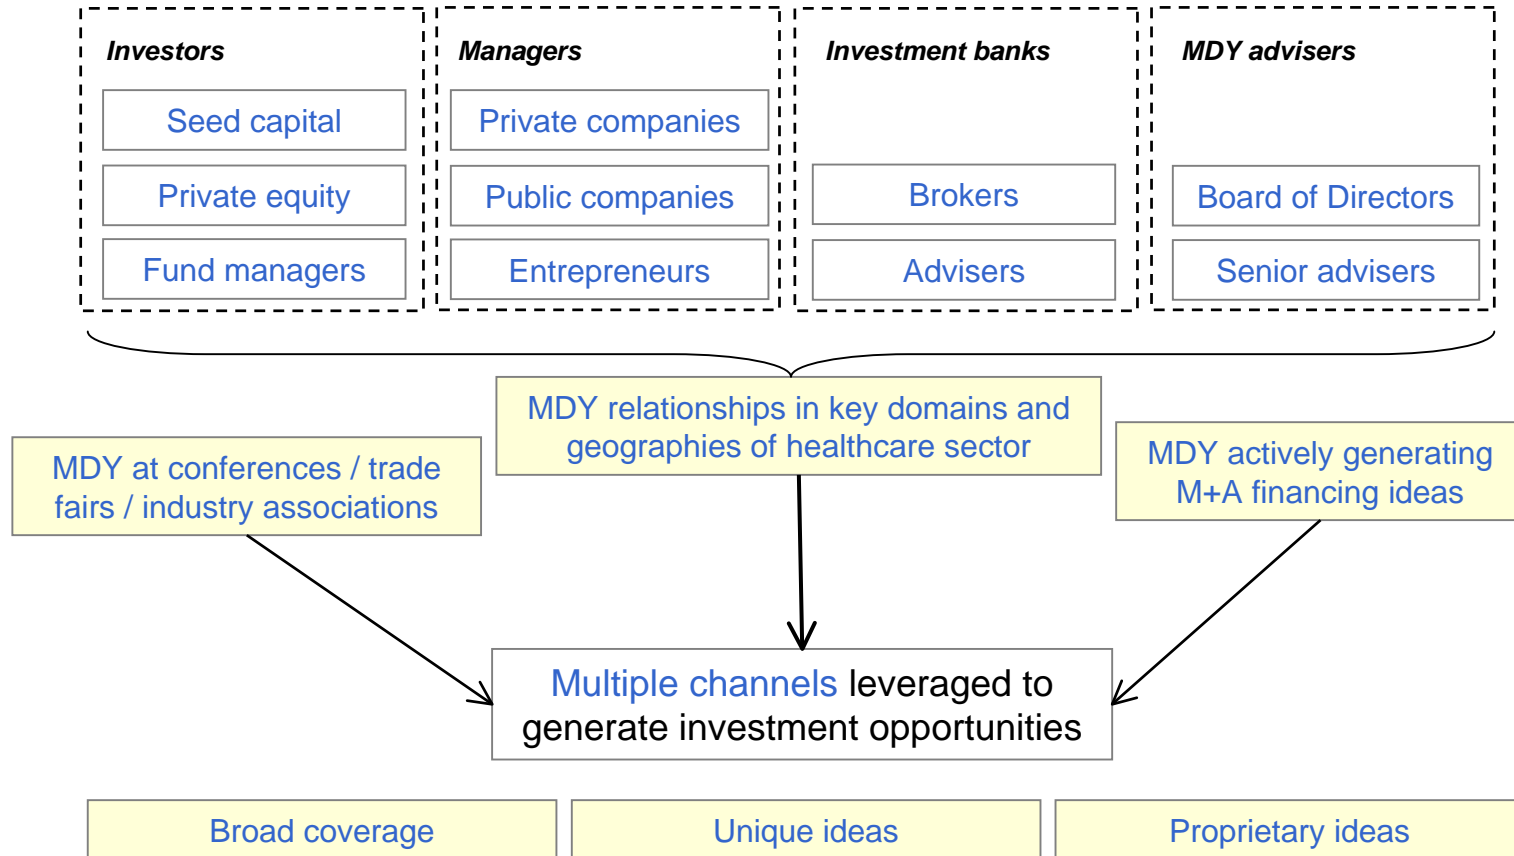 Investors
Seed capital
Private equity
Fund managers
Managers
Private companies
Public companies
Entrepreneurs
Investment banks
Brokers
Advisers
MDY advisers
Board of Directors
Senior advisers
MDY relationships in key domains and
geographies of healthcare sector
MDY at conferences / trade
fairs / industry associations
MDY actively generating
M+A financing ideas
Multiple channels leveraged to
generate investment opportunities
Broad coverage
Unique ideas
Proprietary ideas